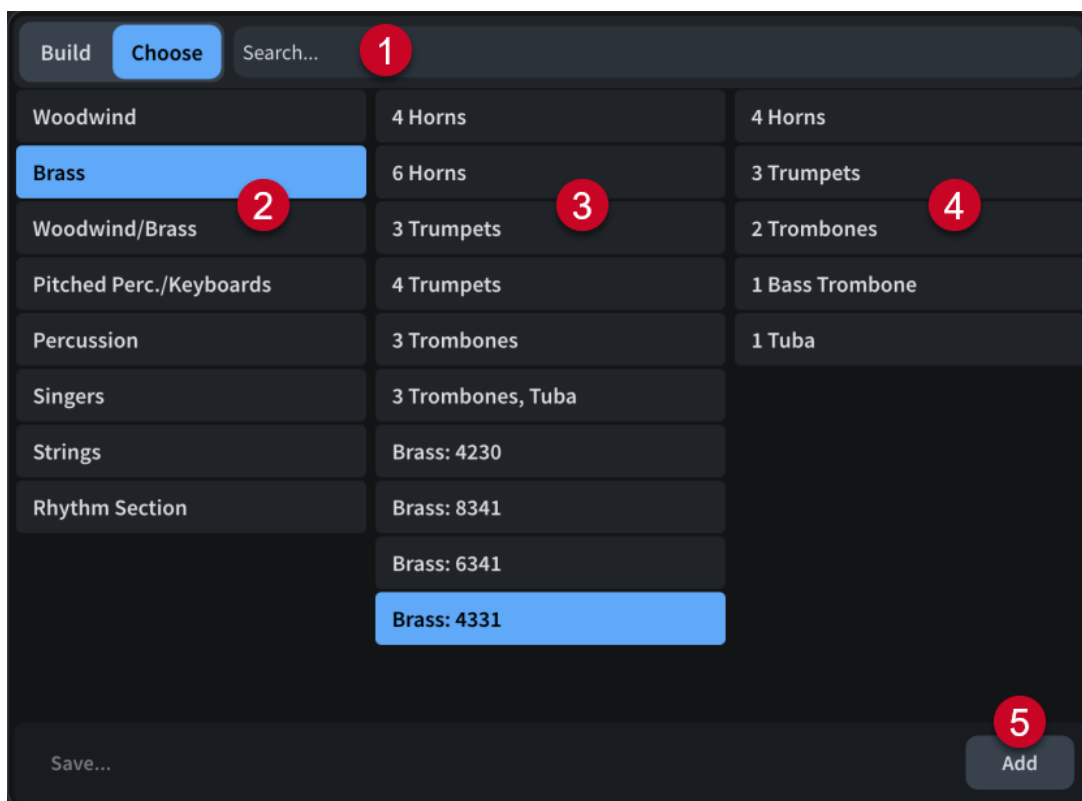 Build Choose Search... 1
Woodwind 4 Horns 4 Horns
Brass 6 Horns 3 Trumpets
2 3 4
Woodwind/Brass 3 Trumpets 2 Trombones
Pitched Perc./Keyboards 4 Trumpets 1 Bass Trombone
Percussion 3 Trombones 1 Tuba
Singers 3 Trombones, Tuba
Strings Brass: 4230
Rhythm Section Brass: 8341
Brass: 6341
Brass: 4331
5
Save... Add